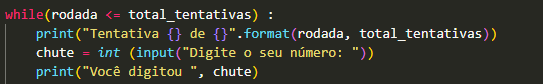 while(rodada <= total_tentativas) :
    print("Tentativa {} de {}".format(rodada, total_tentativas))
    chute = int (input("Digite o seu número: "))
    print("Você digitou ", chute)